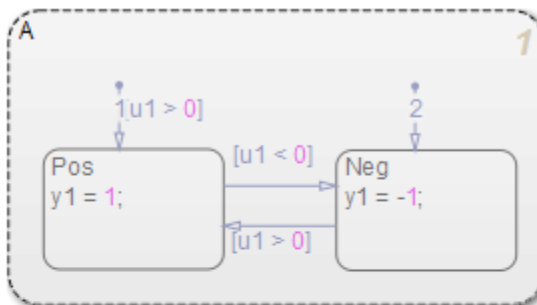 A
1
1[u1 > 0]
2
Pos
y1 = 1;
[u1 < 0]
Neg
y1 = -1;
[u1 > 0]